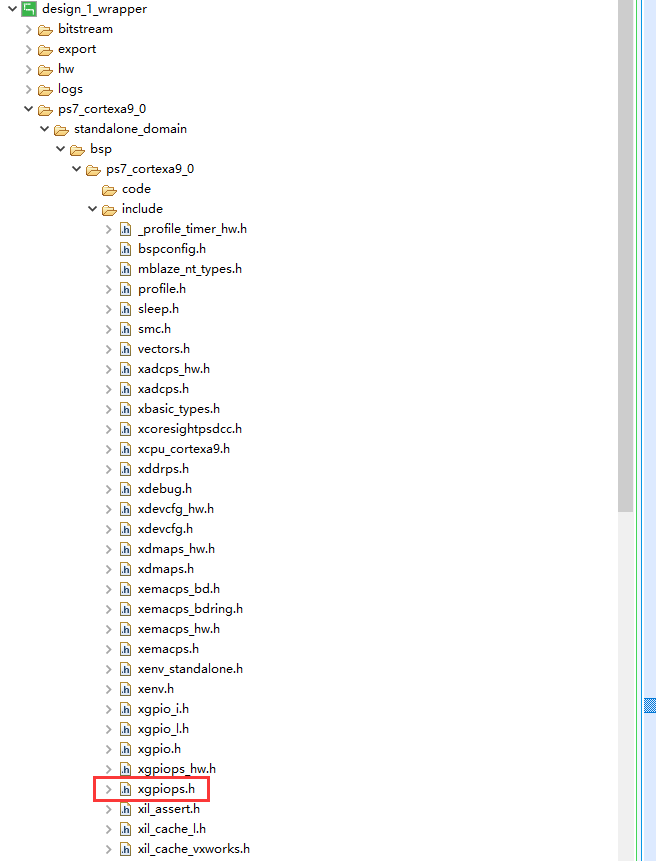 design_1_wrapper
bitstream
export
hw
logs
ps7_cortexa9_0
standalone_domain
bsp
ps7_cortexa9_0
code
include
_profile_timer_hw.h
bspconfig.h
mblaze_nt_types.h
profile.h
sleep.h
smc.h
vectors.h
xadcps_hw.h
xadcps.h
xbasic_types.h
xcoresightpsdcc.h
xcpu_cortexa9.h
xddrps.h
xdebug.h
xdevcfg_hw.h
xdevcfg.h
xdmaps_hw.h
xdmaps.h
xemacps_bd.h
xemacps_bdring.h
xemacps_hw.h
xemacps.h
xenv_standalone.h
xenv.h
xgpio_i.h
xgpio_l.h
xgpio.h
xgpiops_hw.h
xgpiops.h
xil_assert.h
xil_cache_l.h
xil_cache_vxworks.h